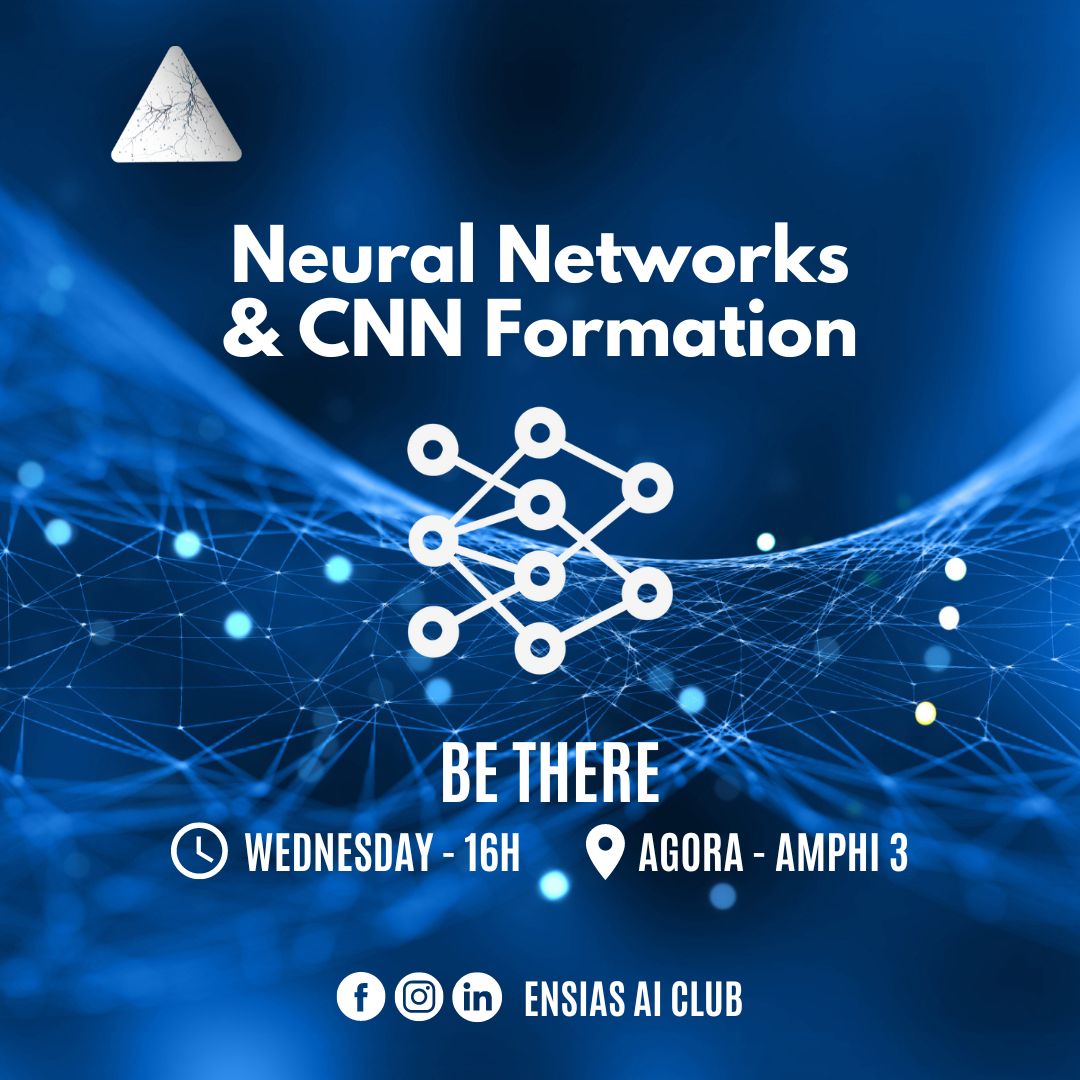 Neural Networks
& CNN Formation
BE THERE
WEDNESDAY - 16H
AGORA - AMPHI 3
ENSIAS AI CLUB